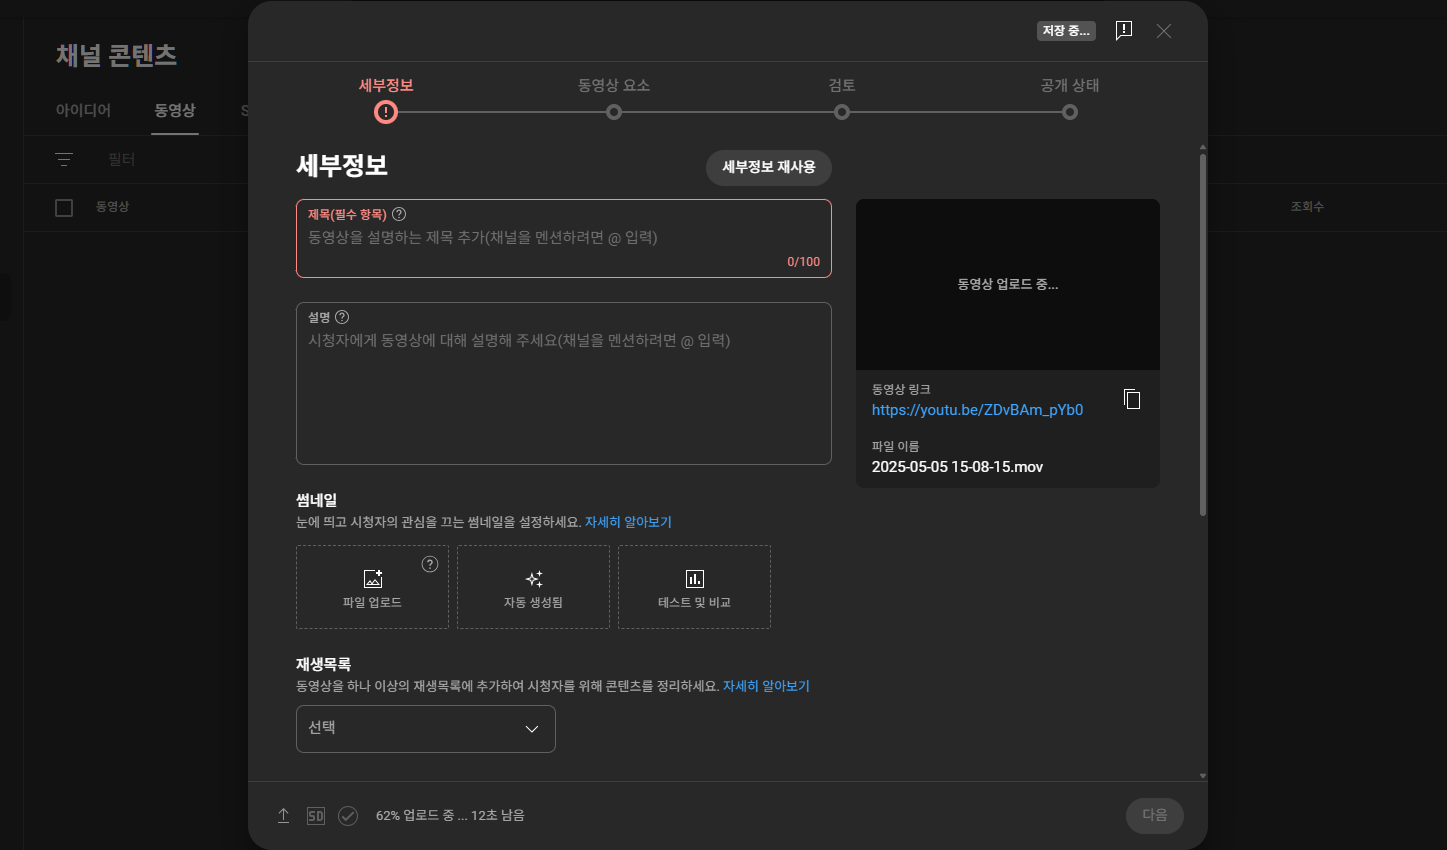 저장 중...
채널 콘텐츠
아이디어
동영상
S
필터
동영상
조회수
세부정보
동영상 요소
검토
공개 상태
세부정보
세부정보 재사용
제목(필수 항목)
동영상을 설명하는 제목 추가(채널을 멘션하려면 @ 입력)
0/100
설명
시청자에게 동영상에 대해 설명해 주세요(채널을 멘션하려면 @ 입력)
동영상 업로드 중...
동영상 링크
https://youtu.be/ZDvBAm_pYb0
파일 이름
2025-05-05 15-08-15.mov
썸네일
눈에 띄고 시청자의 관심을 끄는 썸네일을 설정하세요. 자세히 알아보기
파일 업로드
자동 생성됨
테스트 및 비교
재생목록
동영상을 하나 이상의 재생목록에 추가하여 시청자를 위해 콘텐츠를 정리하세요. 자세히 알아보기
선택
SD
62% 업로드 중 ... 12초 남음
다음